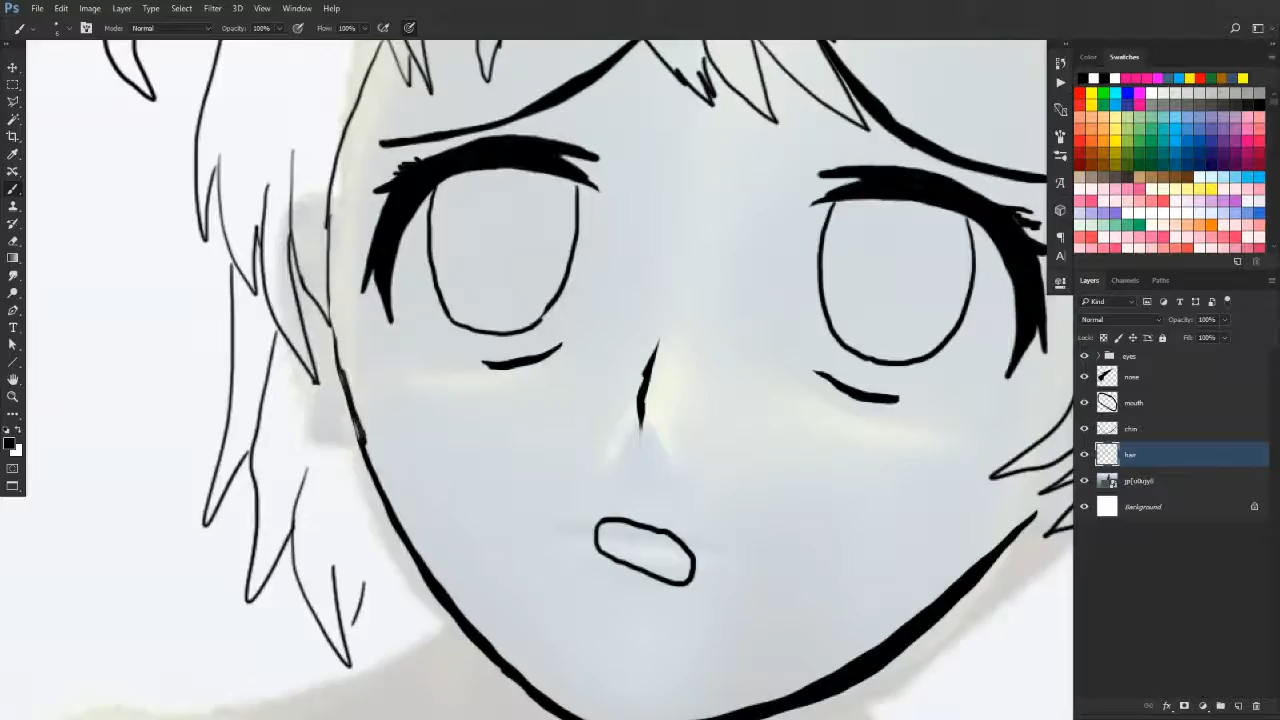 Ps File Edit Image Layer Type Select Filter 3D View Window Help
5 Mode: Normal Opacity: 100% Flow: 100%
Color Swatches
Layers Channels Paths
Kind
Normal Opacity: 100%
Lock: Fill: 100%
eyes
nose
mouth
chin
hair
Background